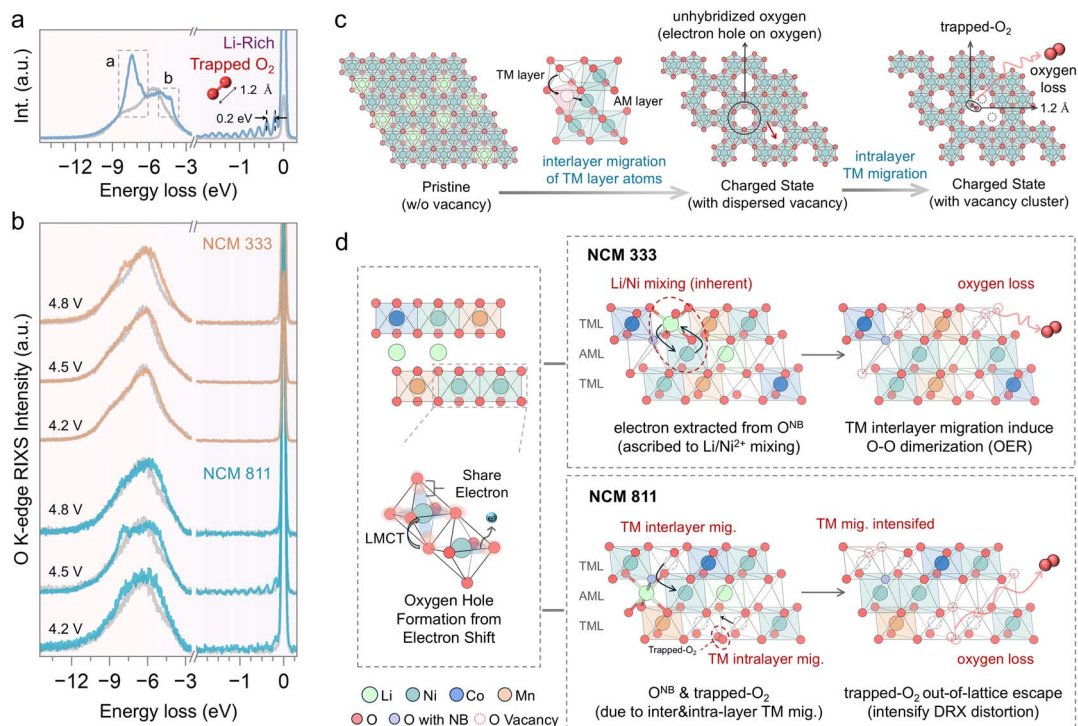 a
Int. (a.u.)
Li-Rich
Trapped O₂
a
b
1.2 Å
0.2 eV
−12 −9 −6 −3 0
Energy loss (eV)
b
O K-edge RIXS Intensity (a.u.)
NCM 333
4.8 V
4.5 V
4.2 V
NCM 811
4.8 V
4.5 V
4.2 V
−12 −9 −6 −3 0
Energy loss (eV)
c
unhybridized oxygen
(electron hole on oxygen)
trapped-O₂
TM layer
AM layer
oxygen
loss
1.2 Å
interlayer migration
of TM layer atoms
intralayer
TM migration
Pristine
(w/o vacancy)
Charged State
(with dispersed vacancy)
Charged State
(with vacancy cluster)
d
Share
Electron
LMCT
Oxygen Hole
Formation from
Electron Shift
NCM 333
Li/Ni mixing (inherent)
oxygen loss
TML
AML
TML
electron extracted from Oᴺᴮ
(ascribed to Li/Ni²⁺ mixing)
TM interlayer migration induce
O-O dimerization (OER)
NCM 811
TM interlayer mig.
TM mig. intensifed
TML
AML
TML
Trapped-O₂
TM intralayer mig.
oxygen loss
Oᴺᴮ & trapped-O₂
(due to inter&intra-layer TM mig.)
trapped-O₂ out-of-lattice escape
(intensify DRX distortion)
Li Ni Co Mn
O O with NB O Vacancy